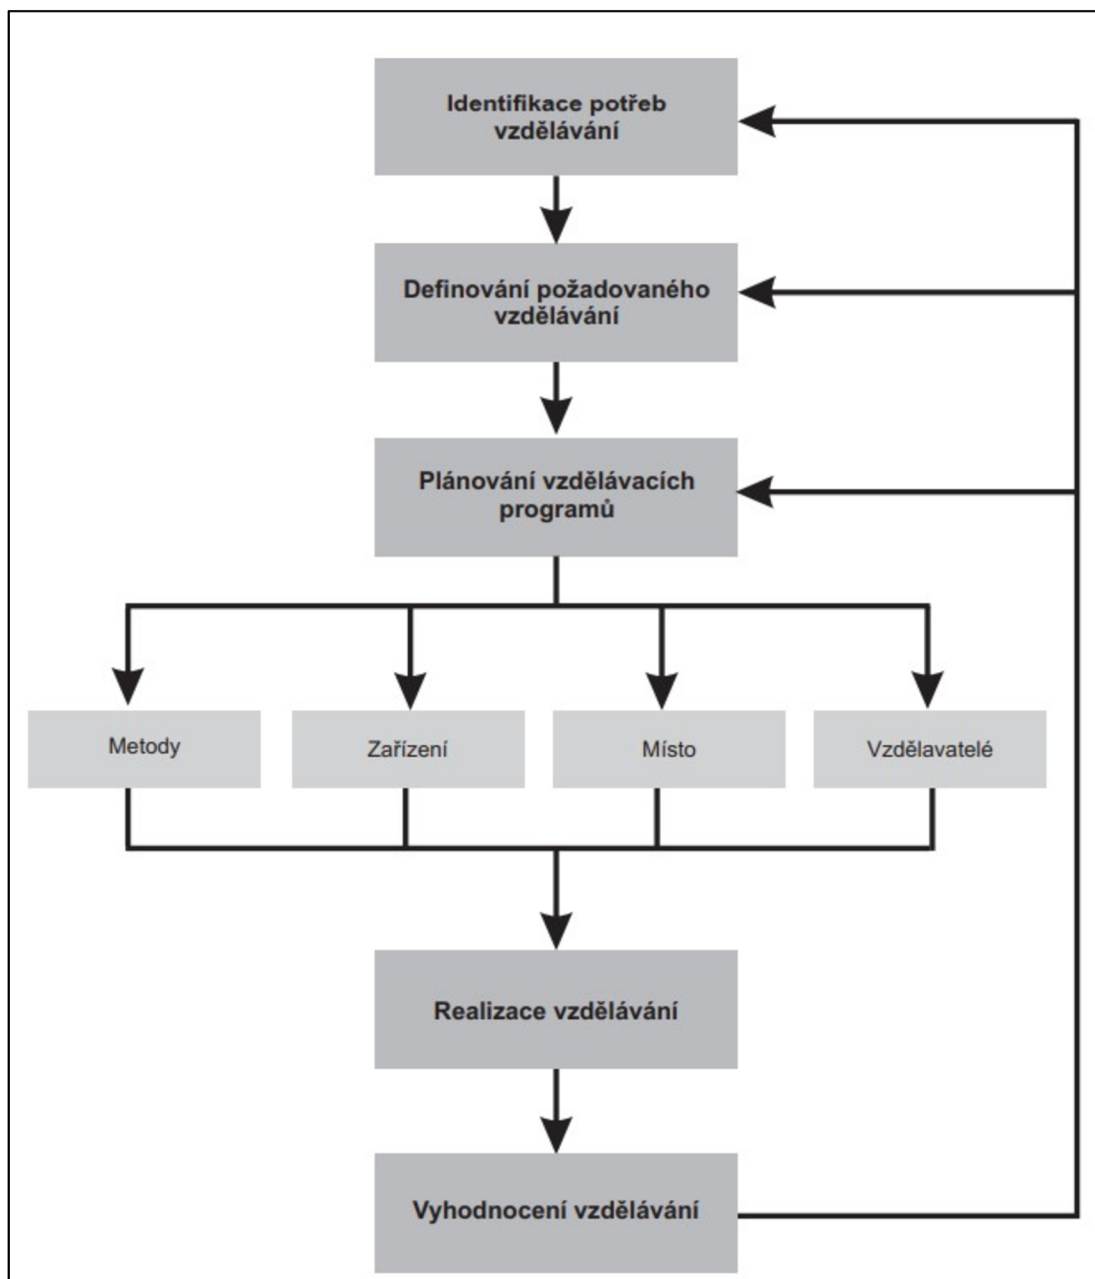 Identifikace potřeb
vzdělávání
Definování požadovaného
vzdělávání
Plánování vzdělávacích
programů
Metody
Zařízení
Místo
Vzdělavatelé
Realizace vzdělávání
Vyhodnocení vzdělávání